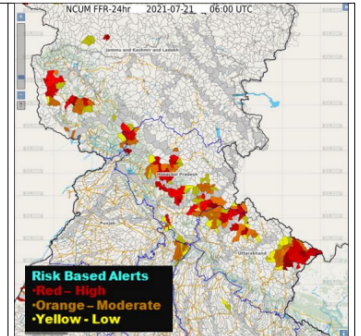 NCUM FFR-24hr 2021-07-21 06:00 UTC
Jammu and Kashmir and Ladakh
Himachal Pradesh
Uttarakhand
Risk Based Alerts
•Red – High
•Orange – Moderate
•Yellow - Low